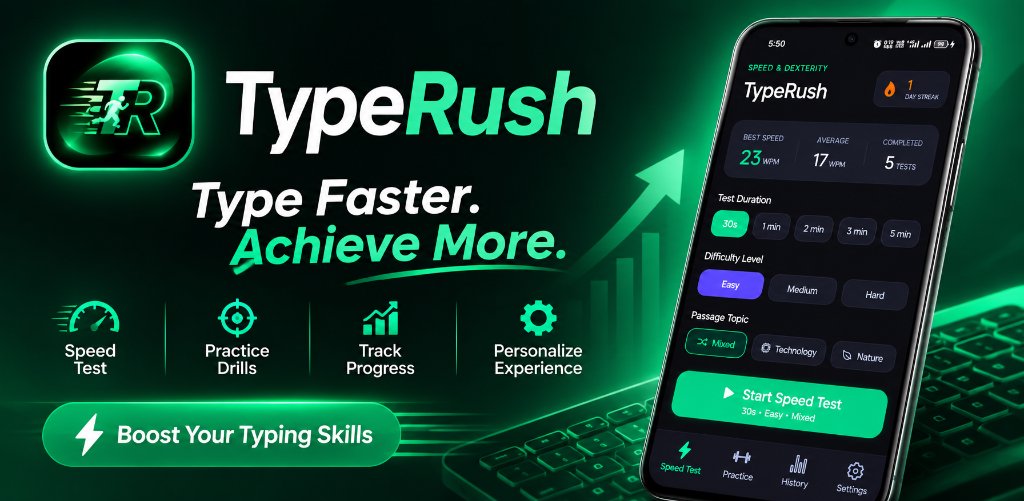 TR
TypeRush
Type Faster.
Achieve More.
Speed
Test
Practice
Drills
Track
Progress
Personalize
Experience
Boost Your Typing Skills
5:50
SPEED & DEXTERITY
TypeRush
1
DAY STREAK
BEST SPEED
23 WPM
AVERAGE
17 WPM
COMPLETED
5 TESTS
Test Duration
30s
1 min
2 min
3 min
5 min
Difficulty Level
Easy
Medium
Hard
Passage Topic
Mixed
Technology
Nature
Start Speed Test
30s • Easy • Mixed
Speed Test
Practice
History
Settings